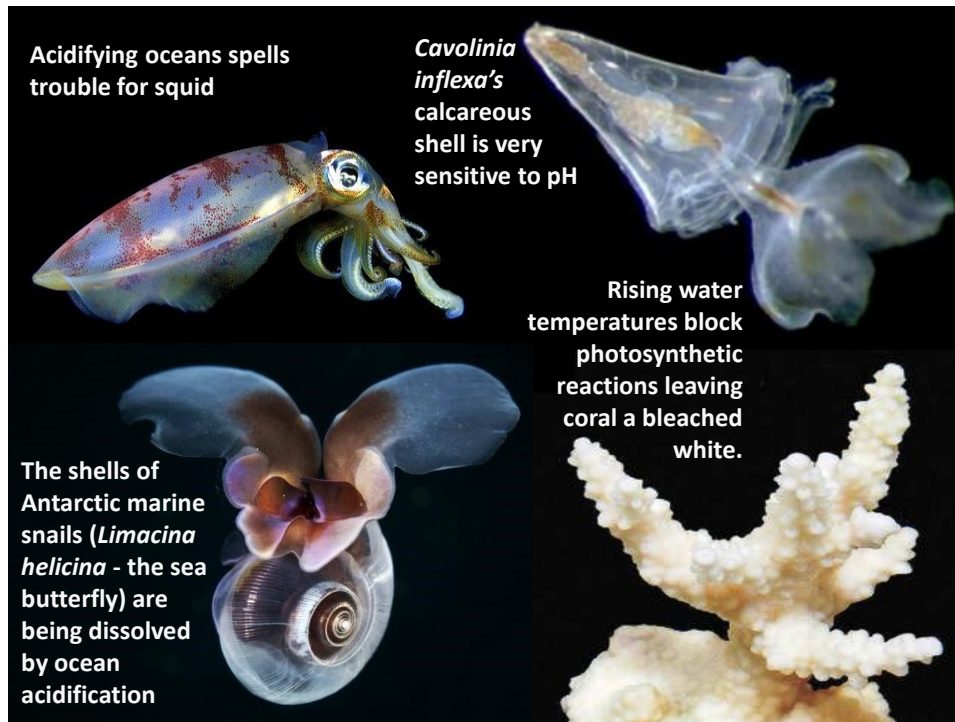 Acidifying oceans spells
trouble for squid
Cavolinia
inflexa's
calcareous
shell is very
sensitive to pH
Rising water
temperatures block
photosynthetic
reactions leaving
coral a bleached
white.
The shells of
Antarctic marine
snails (Limacina
helicina - the sea
butterfly) are
being dissolved
by ocean
acidification